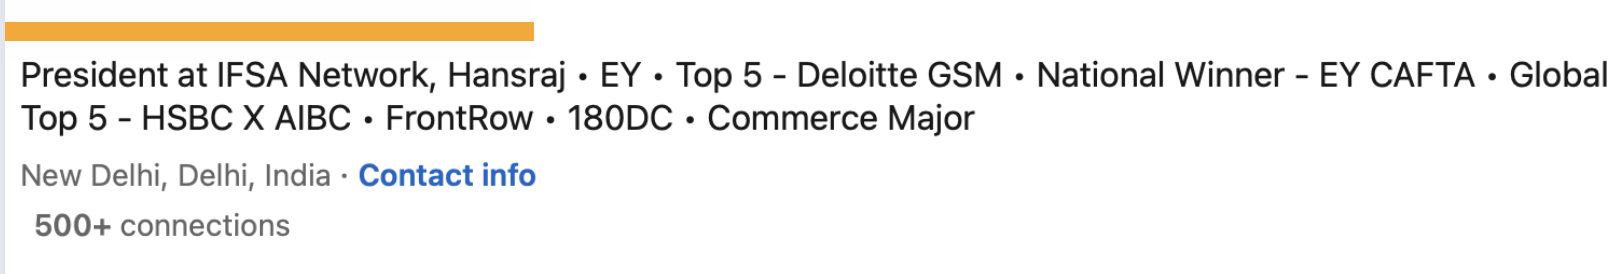 President at IFSA Network, Hansraj • EY • Top 5 - Deloitte GSM • National Winner - EY CAFTA • Global
Top 5 - HSBC X AIBC • FrontRow • 180DC • Commerce Major
New Delhi, Delhi, India · Contact info
500+ connections